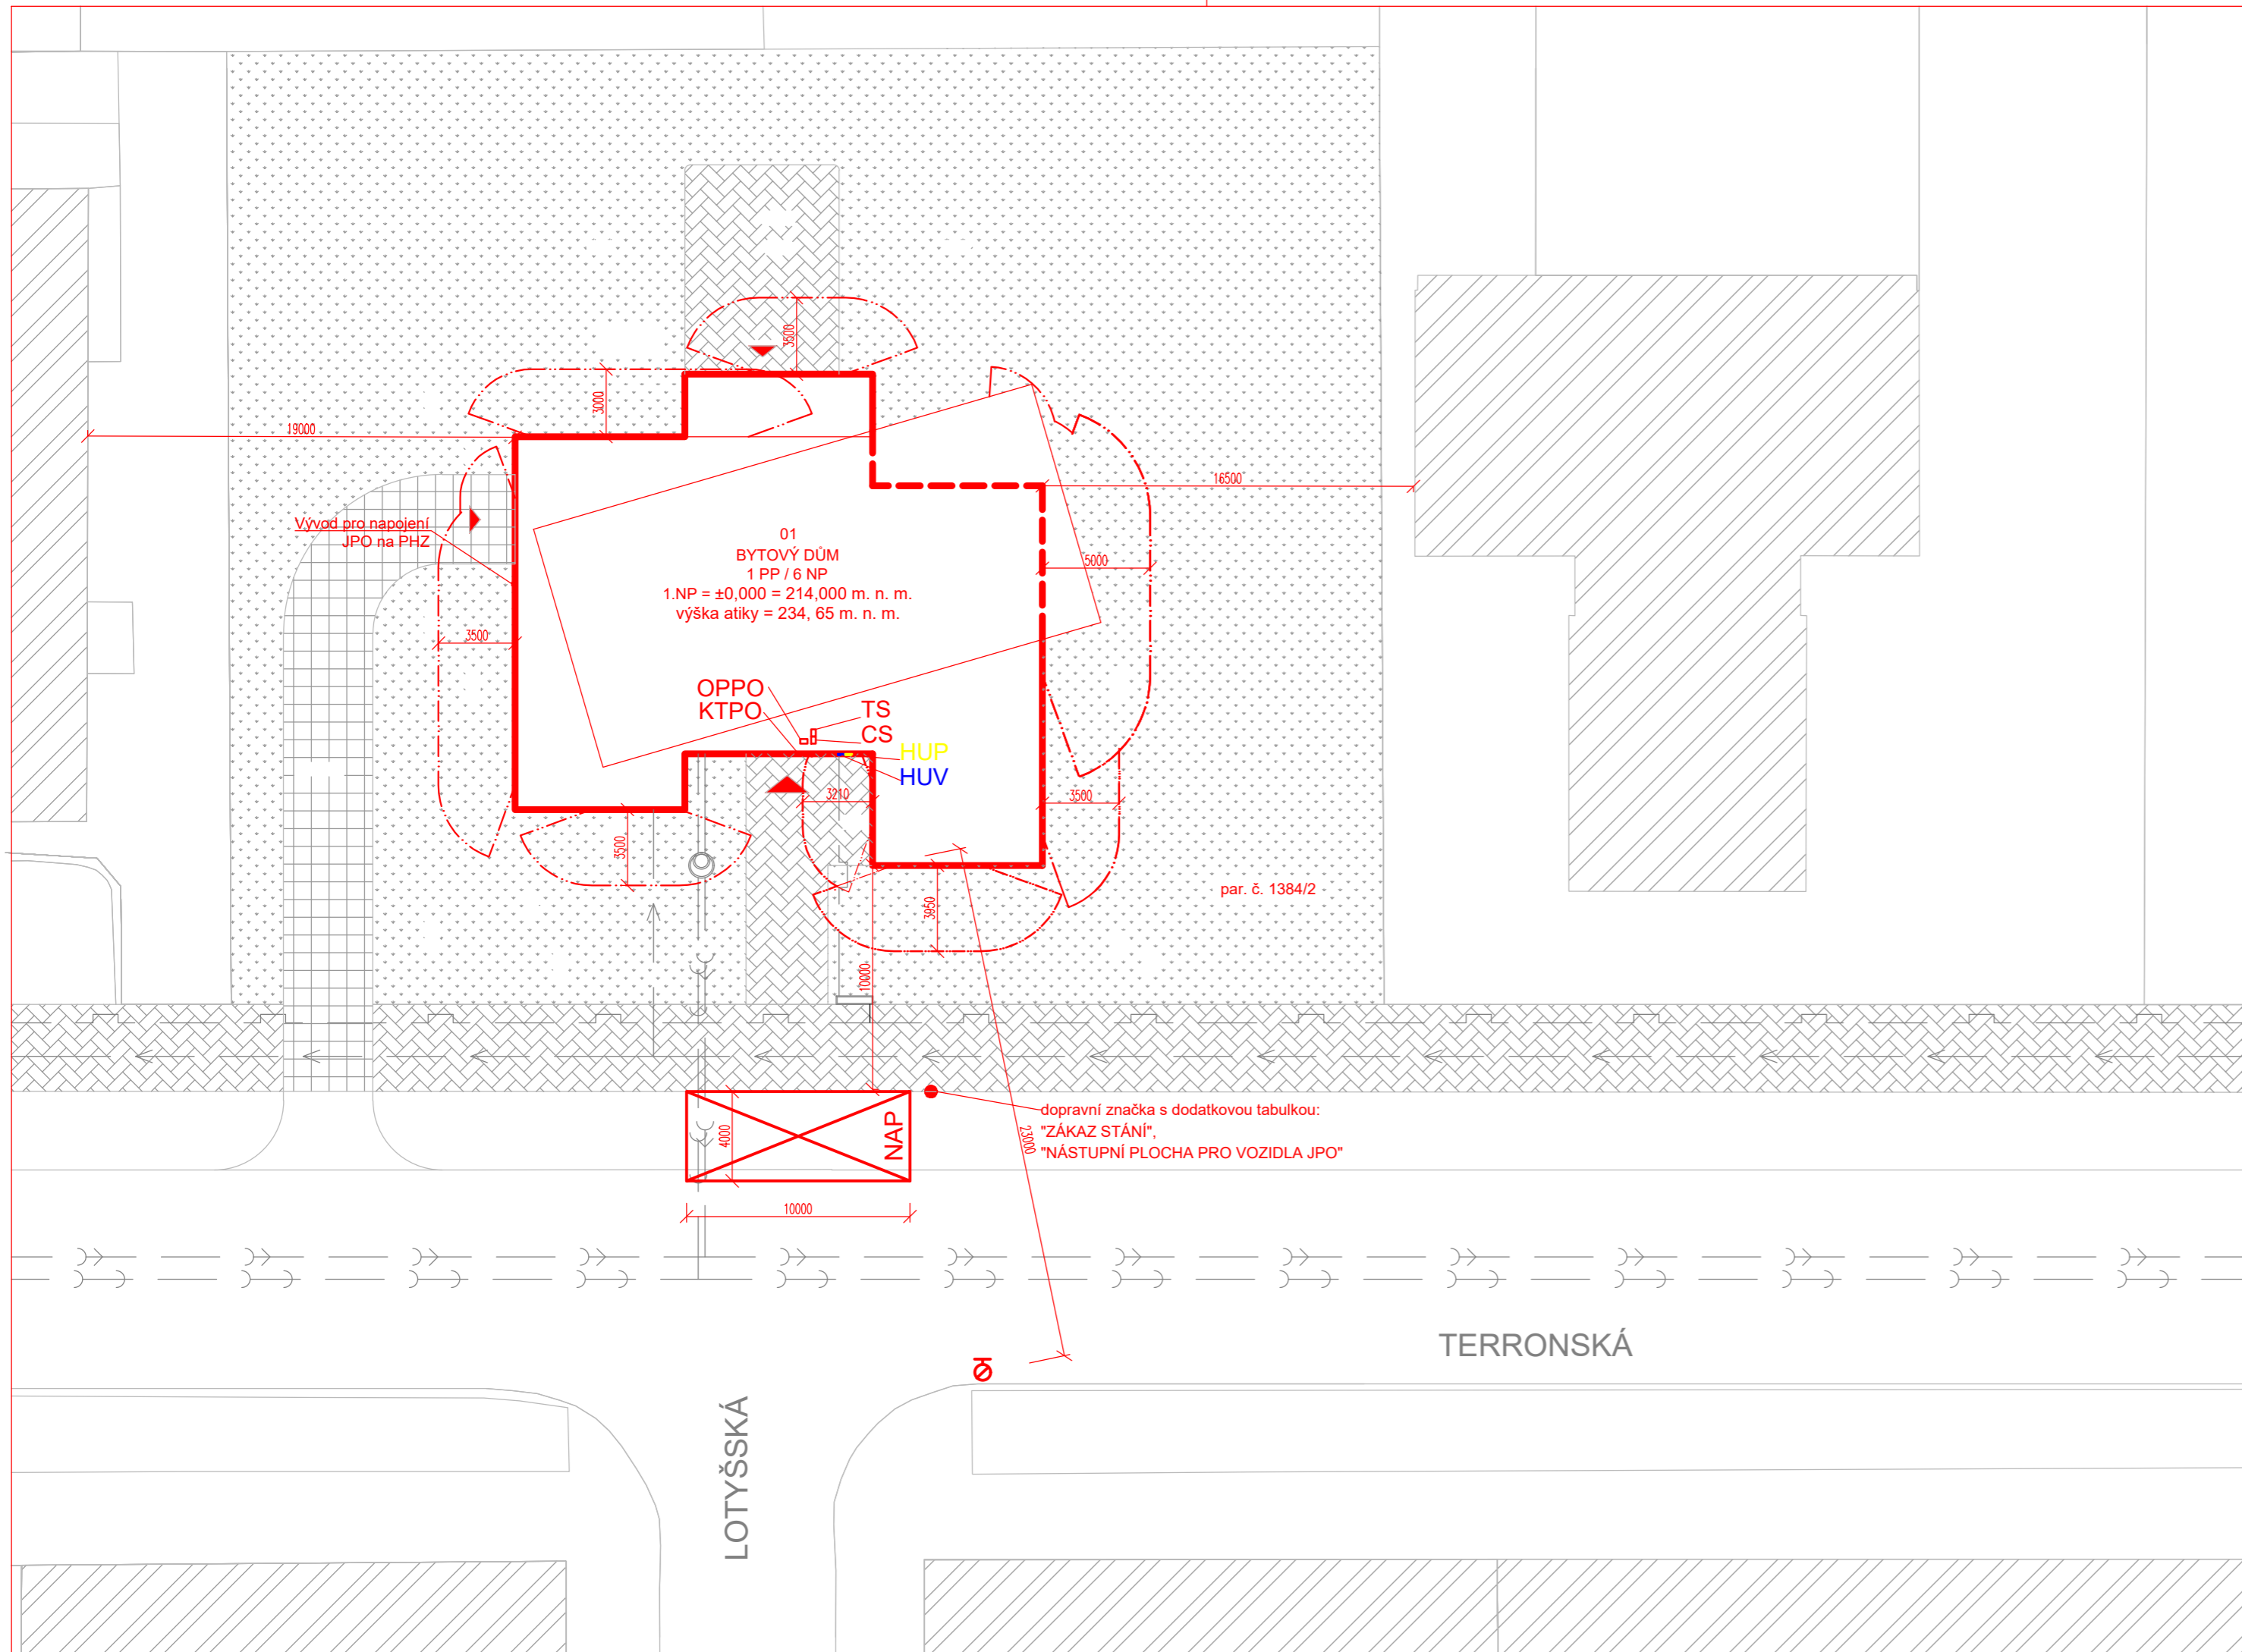 3500
3000
19000
16500
Vývod pro napojení
JPO na PHZ
01
BYTOVÝ DŮM
1 PP / 6 NP
1.NP = ±0,000 = 214,000 m. n. m.
výška atiky = 234, 65 m. n. m.
5000
3500
OPPO
KTPO
TS
CS
HUP
HUV
3210
3500
3500
3950
par. č. 1384/2
10000
4000
NAP
10000
dopravní značka s dodatkovou tabulkou:
"ZÁKAZ STÁNÍ",
"NÁSTUPNÍ PLOCHA PRO VOZIDLA JPO"
23000
TERRONSKÁ
LOTYŠSKÁ